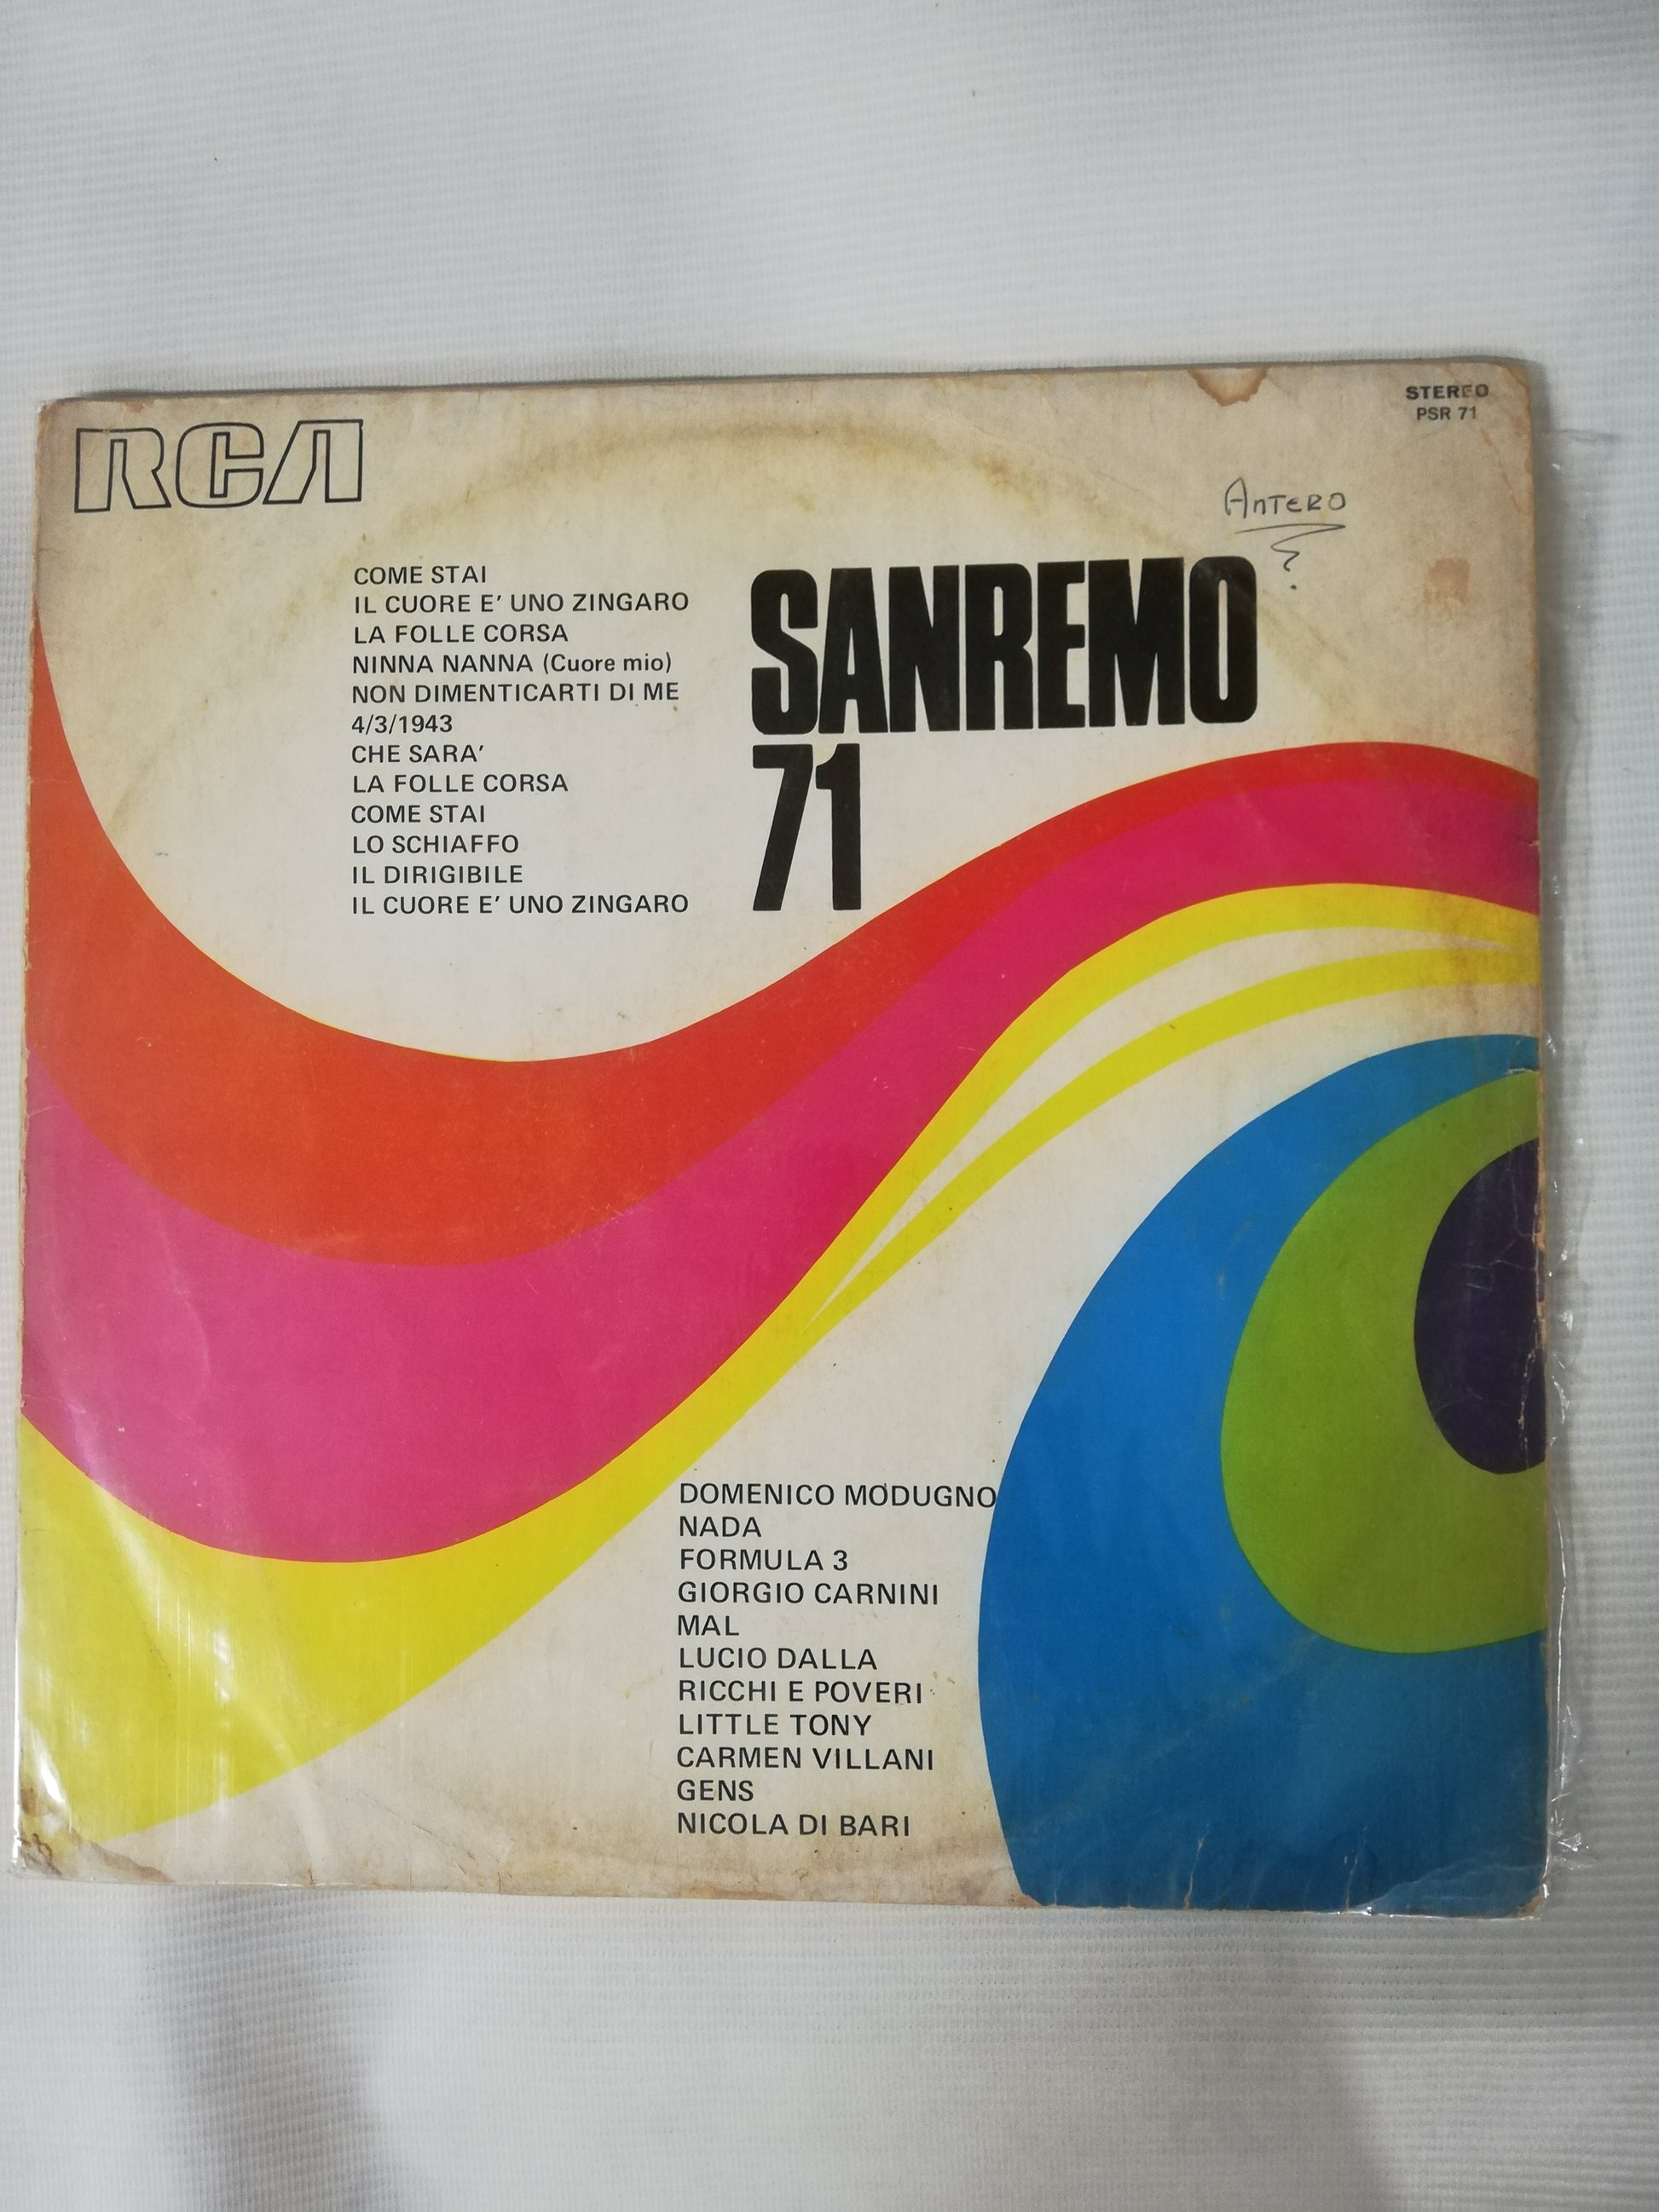 RCA
STEREO
PSR 71
Antero
COME STAI
IL CUORE E' UNO ZINGARO
LA FOLLE CORSA
NINNA NANNA (Cuore mio)
NON DIMENTICARTI DI ME
4/3/1943
CHE SARA'
LA FOLLE CORSA
COME STAI
LO SCHIAFFO
IL DIRIGIBILE
IL CUORE E' UNO ZINGARO
SANREMO
71
DOMENICO MODUGNO
NADA
FORMULA 3
GIORGIO CARNINI
MAL
LUCIO DALLA
RICCHI E POVERI
LITTLE TONY
CARMEN VILLANI
GENS
NICOLA DI BARI